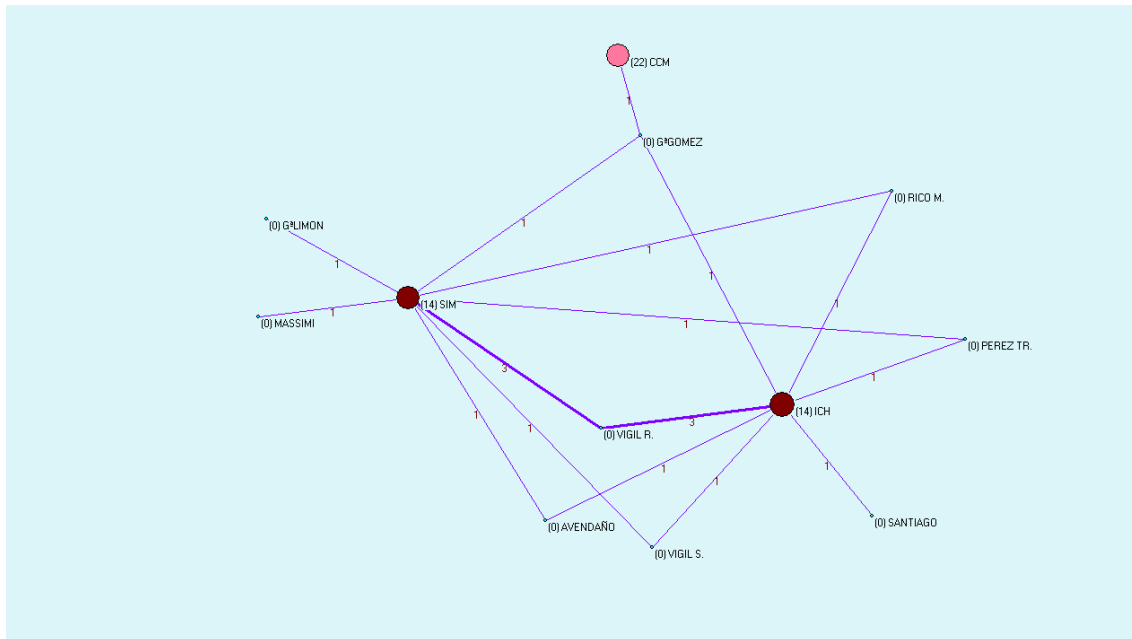 (22) CCM
1
(0) GªGOMEZ
(0) RICO M.
(0) GªLIMON
1
1
1
1
1
(14) SIM
1
1
(0) MASSIMI
1
(0) PEREZ TR.
3
1
(14) ICH
1
1
3
(0) VIGIL R.
1
1
1
(0) AVENDAÑO
(0) SANTIAGO
(0) VIGIL S.